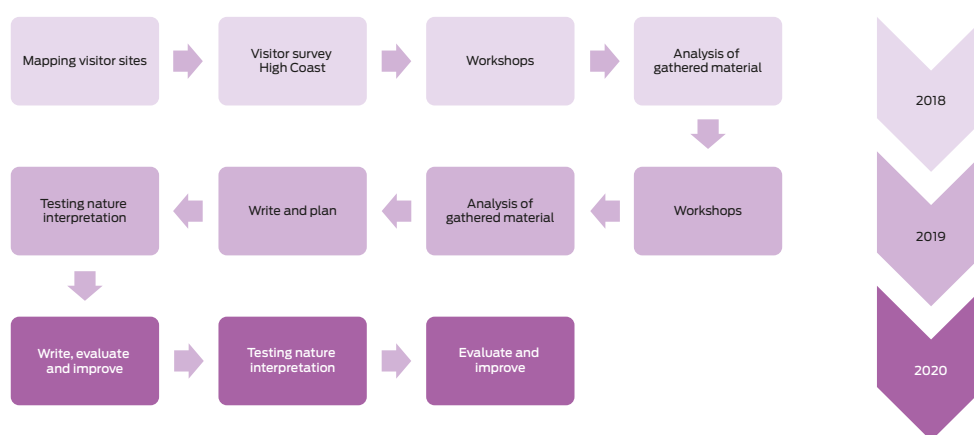 Mapping visitor sites
Visitor survey
High Coast
Workshops
Analysis of
gathered material
2018
Testing nature
interpretation
Write and plan
Analysis of
gathered material
Workshops
2019
Write, evaluate
and improve
Testing nature
interpretation
Evaluate and
improve
2020